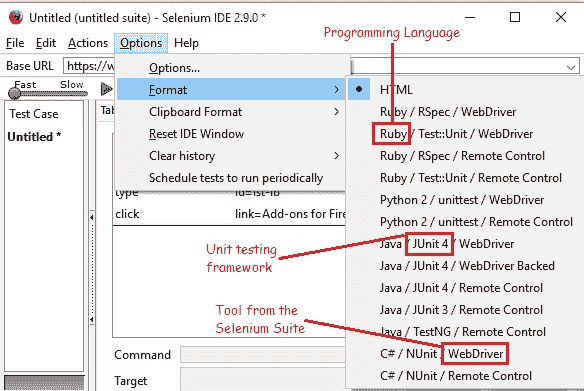 Untitled (untitled suite) - Selenium IDE 2.9.0 *
Programming Language
File Edit Actions Options Help
Base URL https://w
Fast Slow
Options...
Format
Clipboard Format
Reset IDE Window
Clear history
Schedule tests to run periodically
Test Case
Untitled *
type id=ist-ib
click link=Add-ons for Fire
HTML
Ruby / RSpec / WebDriver
Ruby / Test::Unit / WebDriver
Ruby / RSpec / Remote Control
Ruby / Test::Unit / Remote Control
Python 2 / unittest / WebDriver
Python 2 / unittest / Remote Control
Java / JUnit 4 / WebDriver
Java / JUnit 4 / WebDriver Backed
Java / JUnit 4 / Remote Control
Java / JUnit 3 / Remote Control
Java / TestNG / Remote Control
C# / NUnit / WebDriver
C# / NUnit / Remote Control
Unit testing
framework
Tool from the
Selenium Suite
Command
Target